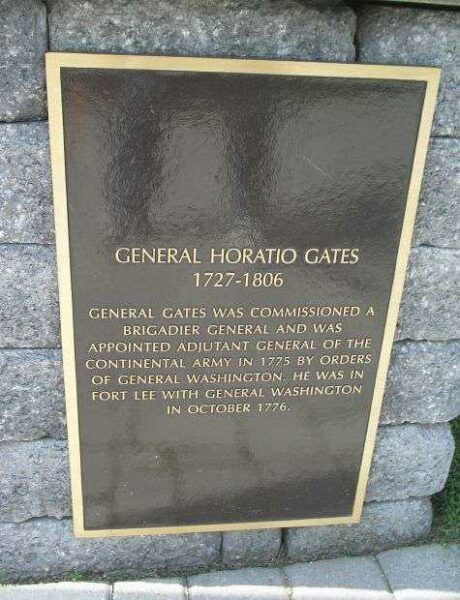 GENERAL HORATIO GATES
1727-1806
GENERAL GATES WAS COMMISSIONED A
BRIGADIER GENERAL AND WAS
APPOINTED ADJUTANT GENERAL OF THE
CONTINENTAL ARMY IN 1775 BY ORDERS
OF GENERAL WASHINGTON. HE WAS IN
FORT LEE WITH GENERAL WASHINGTON
IN OCTOBER 1776.